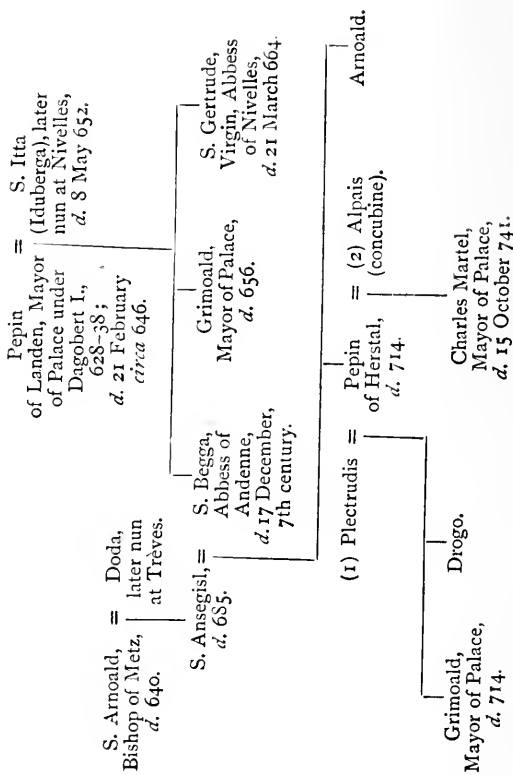 Pepin
of Landen, Mayor
of Palace under
Dagobert I.,
628–38;
d. 21 February
circa 646.
=
S. Itta
(Iduberga), later
nun at Nivelles,
d. 8 May 652.
S. Arnoald,
Bishop of Metz,
d. 640.
=
Doda,
later nun
at Trèves.
S. Ansegisl,
d. 685.
=
S. Begga,
Abbess of
Andenne,
d. 17 December,
7th century.
Grimoald,
Mayor of Palace,
d. 656.
S. Gertrude,
Virgin, Abbess
of Nivelles,
d. 21 March 664.
(1) Plectrudis
=
Pepin
of Herstal,
d. 714.
=
(2) Alpais
(concubine).
Arnoald.
Grimoald,
Mayor of Palace,
d. 714.
Drogo.
Charles Martel,
Mayor of Palace,
d. 15 October 741.